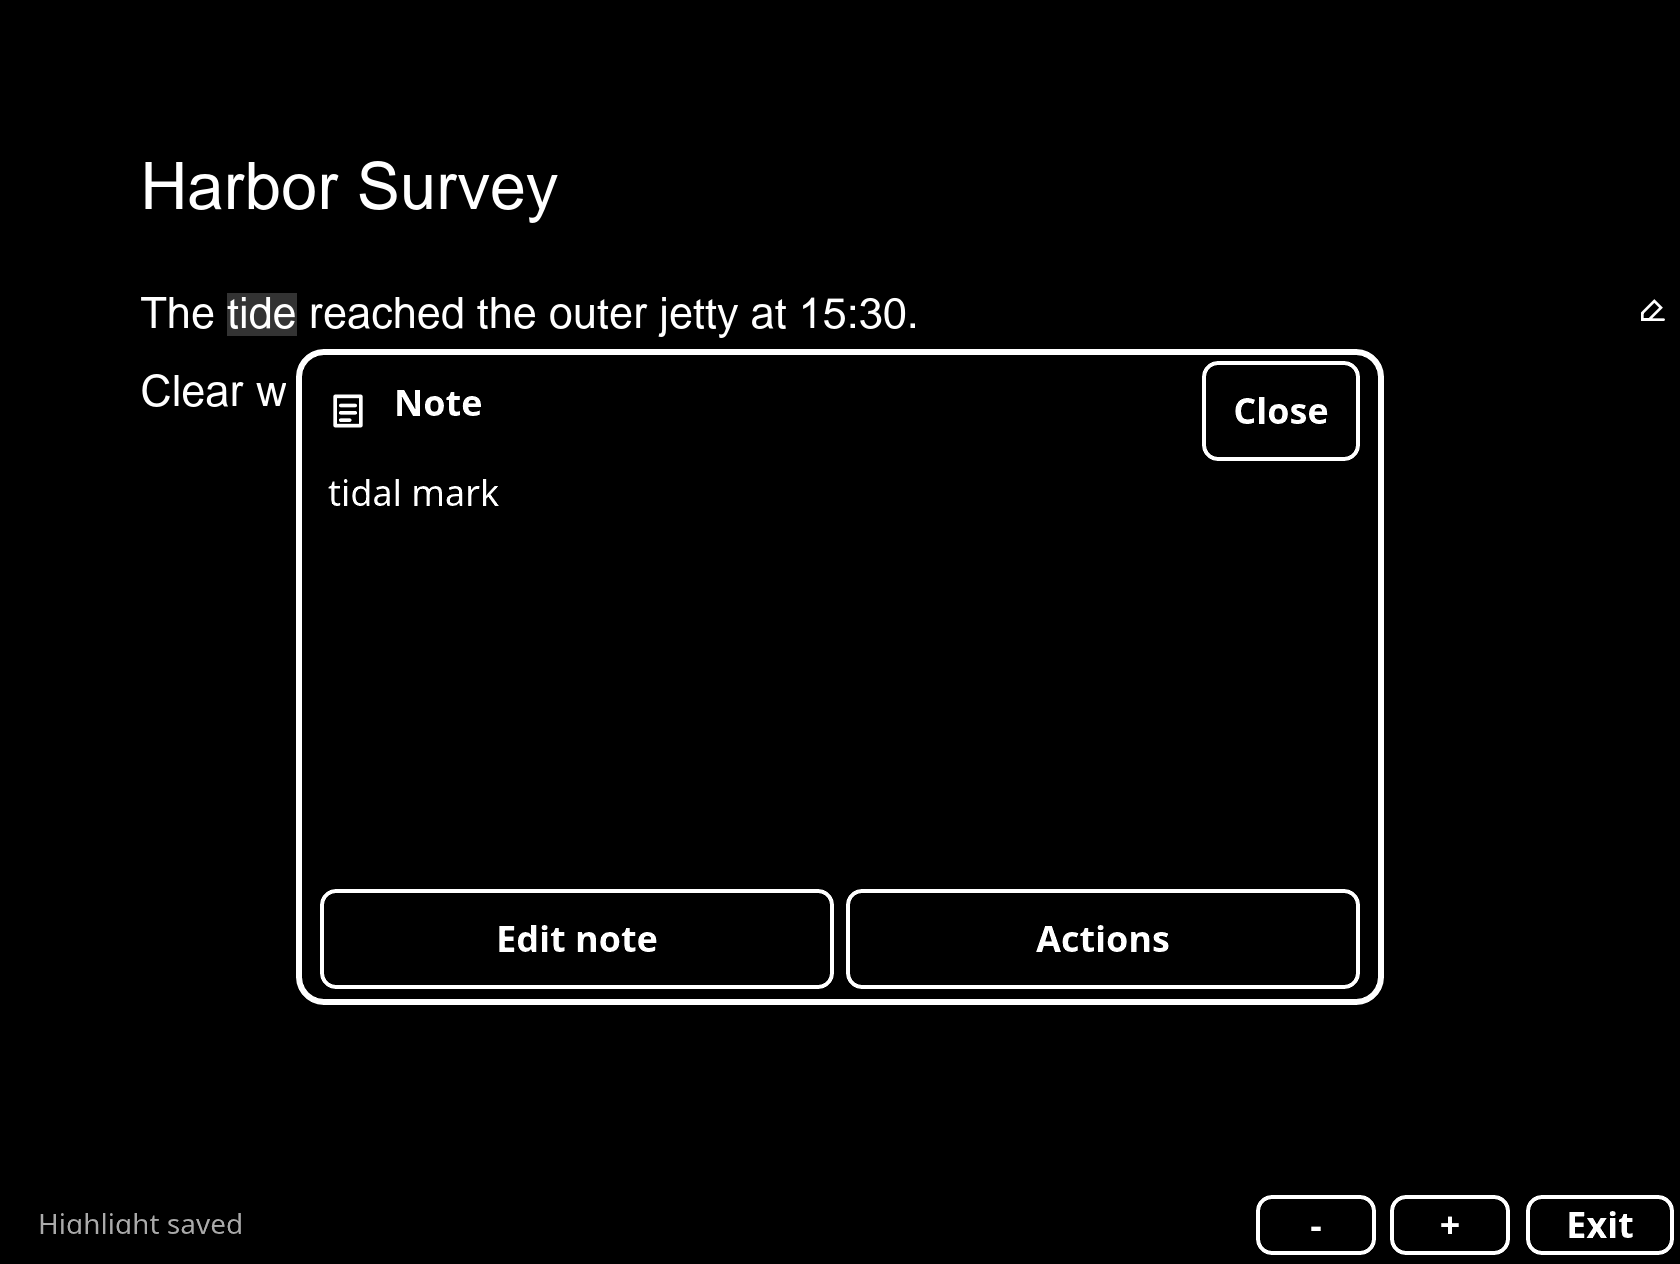 Harbor Survey
The tide reached the outer jetty at 15:30.
Clear w
Note
Close
tidal mark
Edit note
Actions
Highlight saved
-
+
Exit